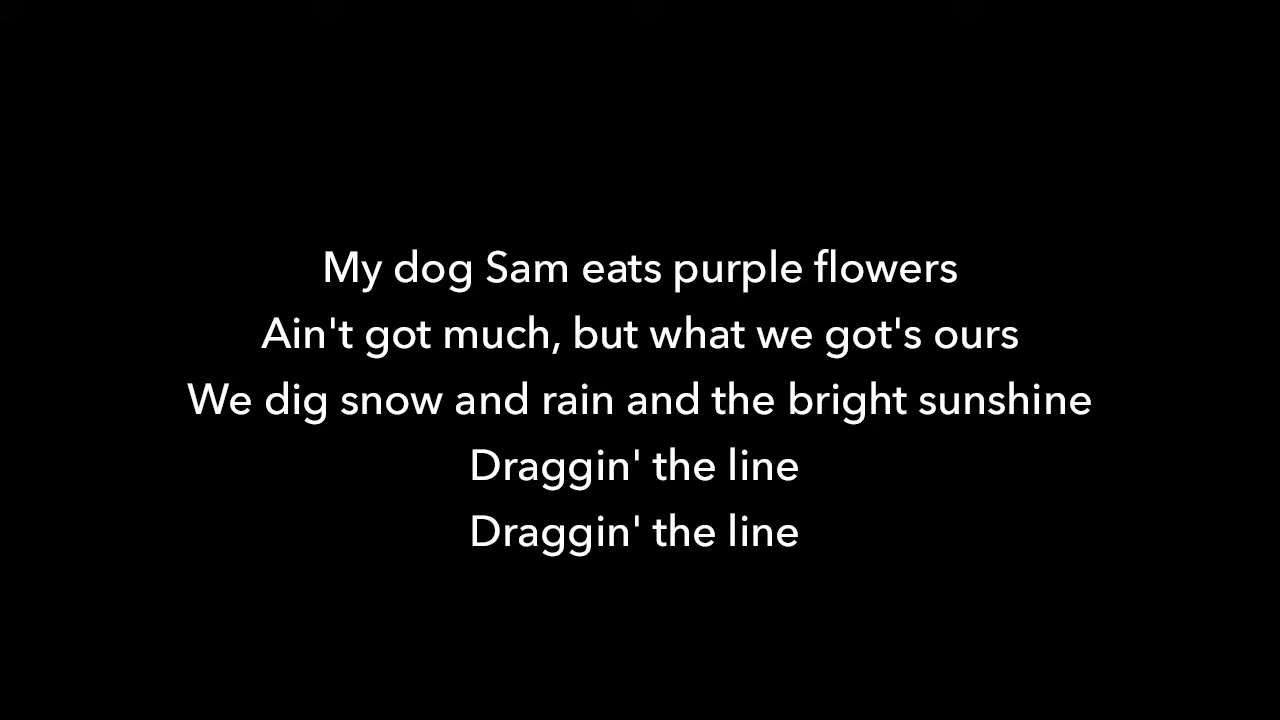 My dog Sam eats purple flowers
Ain't got much, but what we got's ours
We dig snow and rain and the bright sunshine
Draggin' the line
Draggin' the line